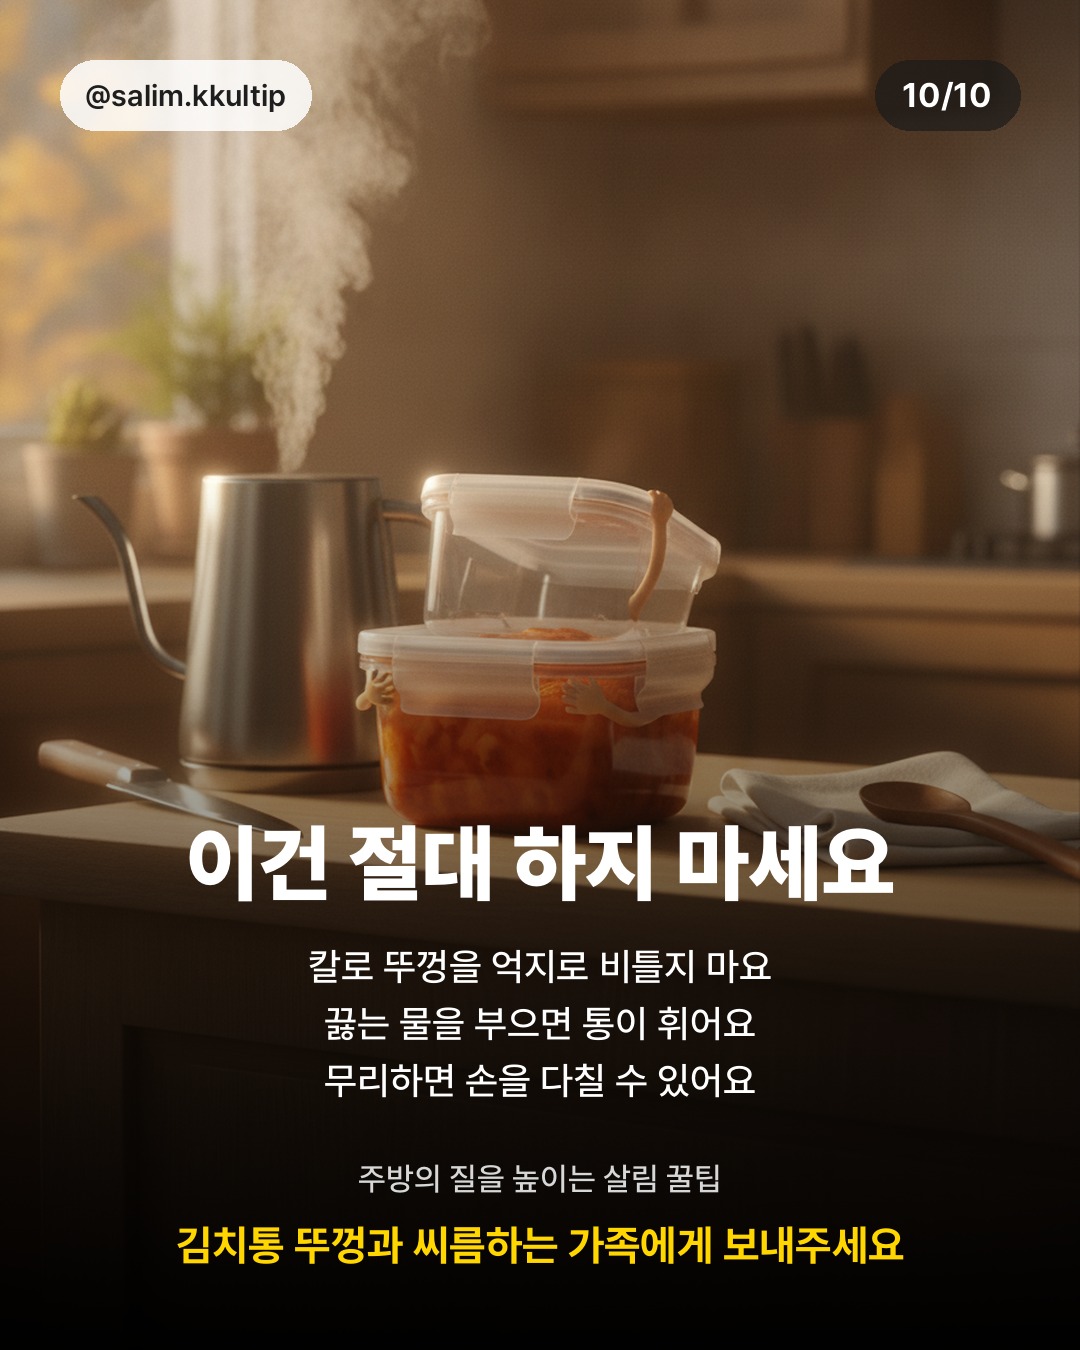 @salim.kkultip
10/10
이건 절대 하지 마세요
칼로 뚜껑을 억지로 비틀지 마요
끓는 물을 부으면 통이 휘어요
무리하면 손을 다칠 수 있어요
주방의 질을 높이는 살림 꿀팁
김치통 뚜껑과 씨름하는 가족에게 보내주세요